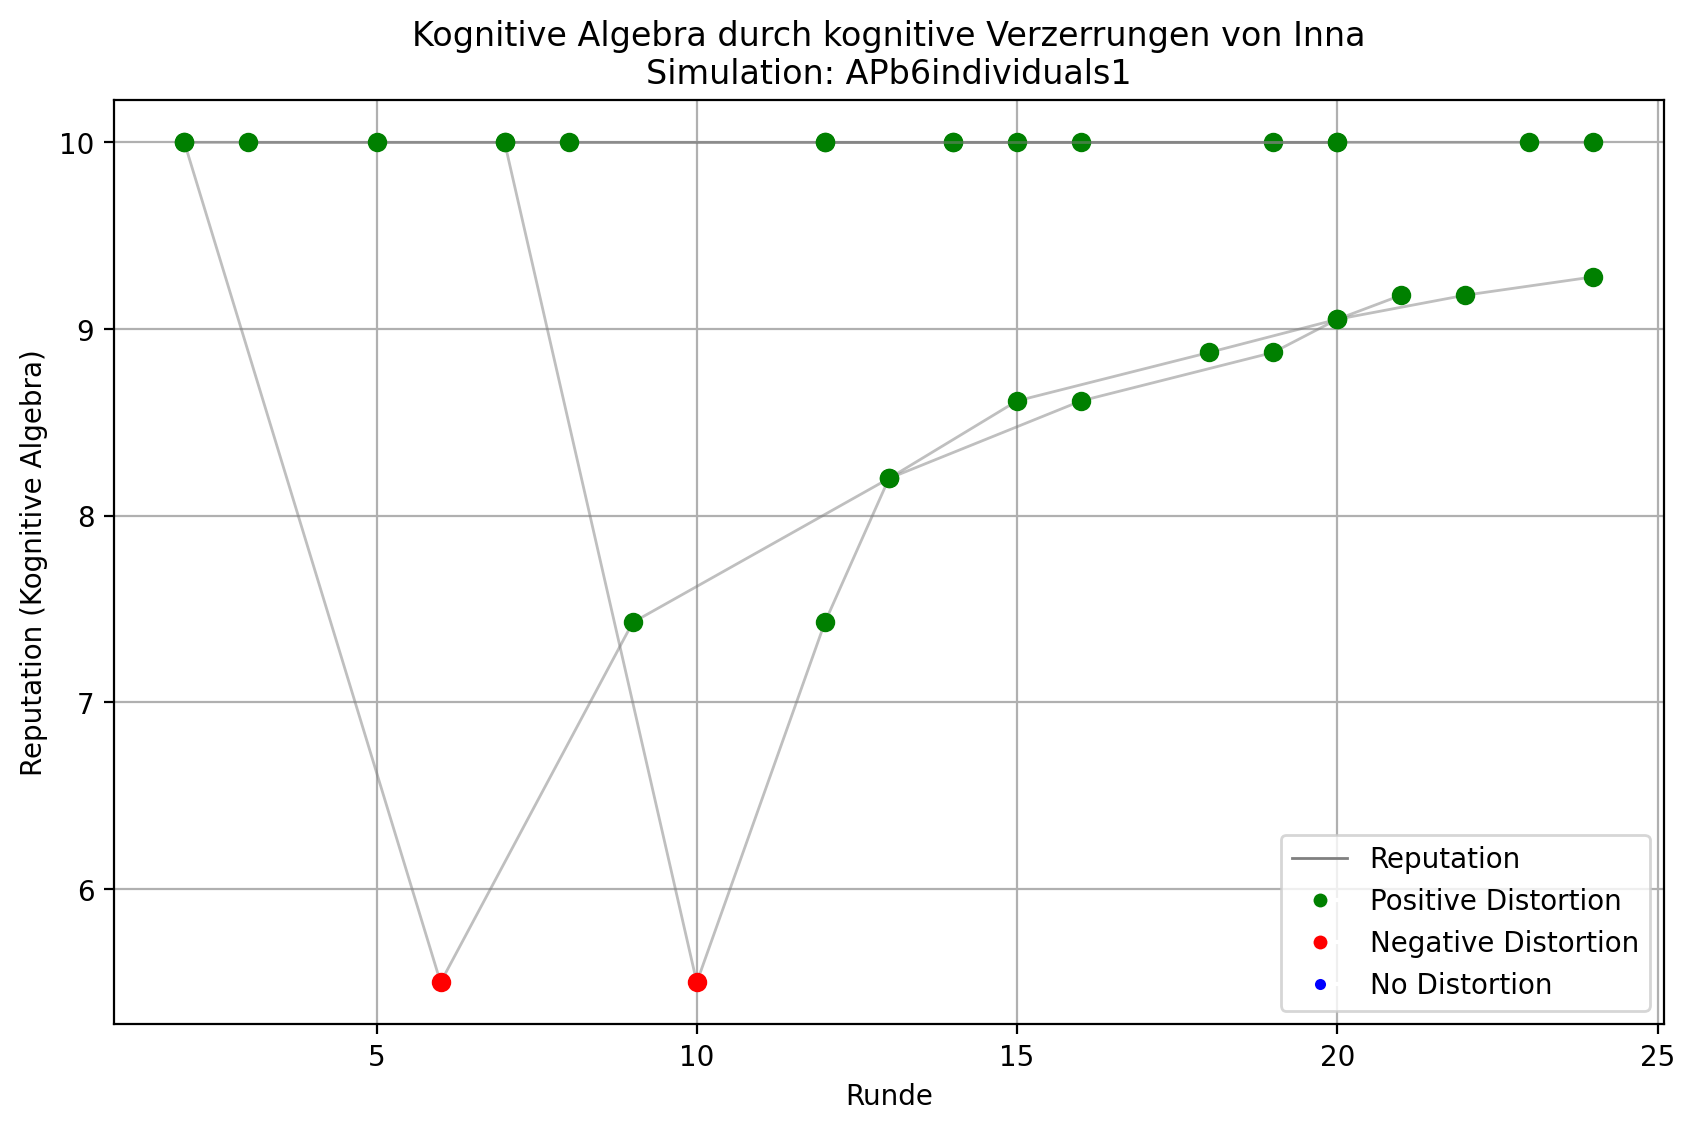 Kognitive Algebra durch kognitive Verzerrungen von Inna
Simulation: APb6individuals1
Reputation (Kognitive Algebra)
10
9
8
7
6
5
10
15
20
25
Runde
Reputation
Positive Distortion
Negative Distortion
No Distortion